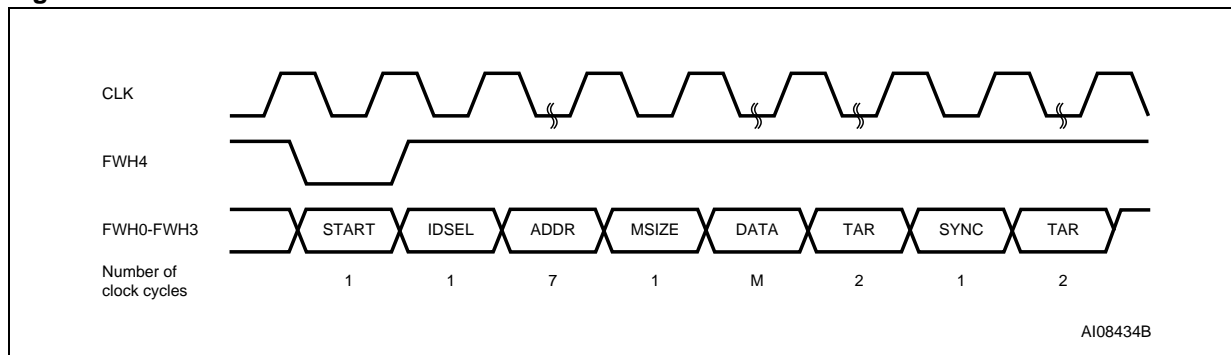 CLK
FWH4
FWH0-FWH3 START IDSEL ADDR MSIZE DATA TAR SYNC TAR
Number of
clock cycles 1 1 7 1 M 2 1 2
AI08434B